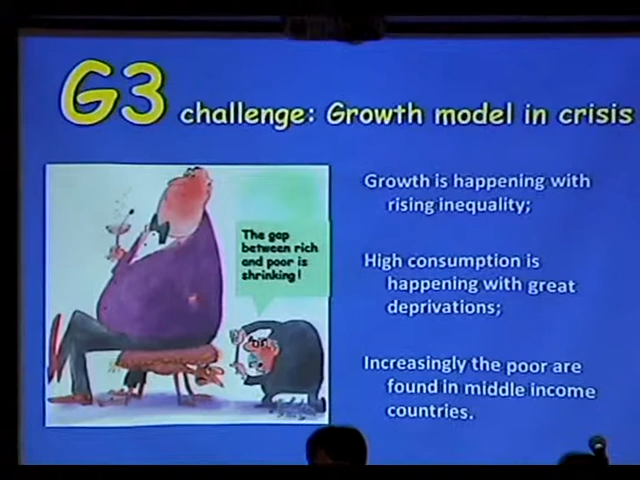 G3 challenge: Growth model in crisis
The gap
between rich
and poor is
shrinking!
Growth is happening with
rising inequality;
High consumption is
happening with great
deprivations;
Increasingly the poor are
found in middle income
countries.